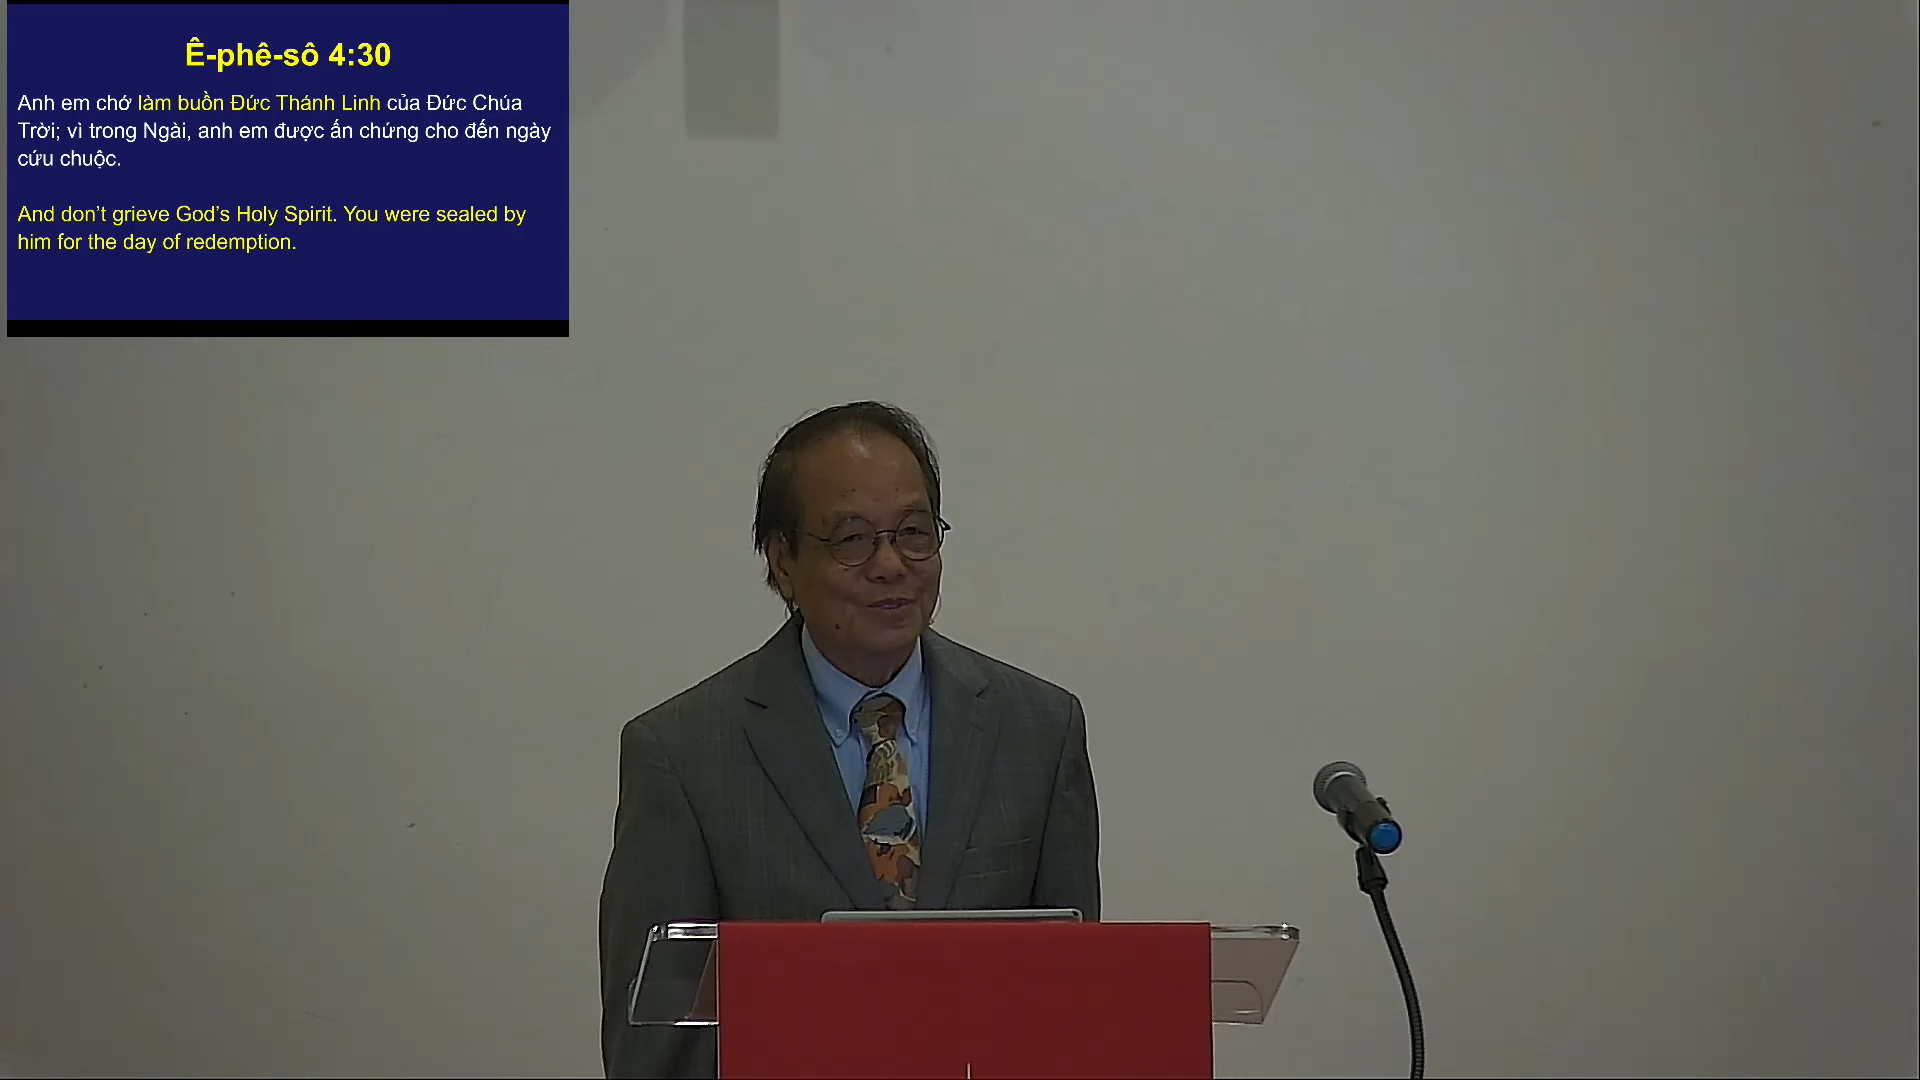 Ê-phê-sô 4:30
Anh em chớ làm buồn Đức Thánh Linh của Đức Chúa
Trời; vì trong Ngài, anh em được ấn chứng cho đến ngày
cứu chuộc.
And don’t grieve God’s Holy Spirit. You were sealed by
him for the day of redemption.